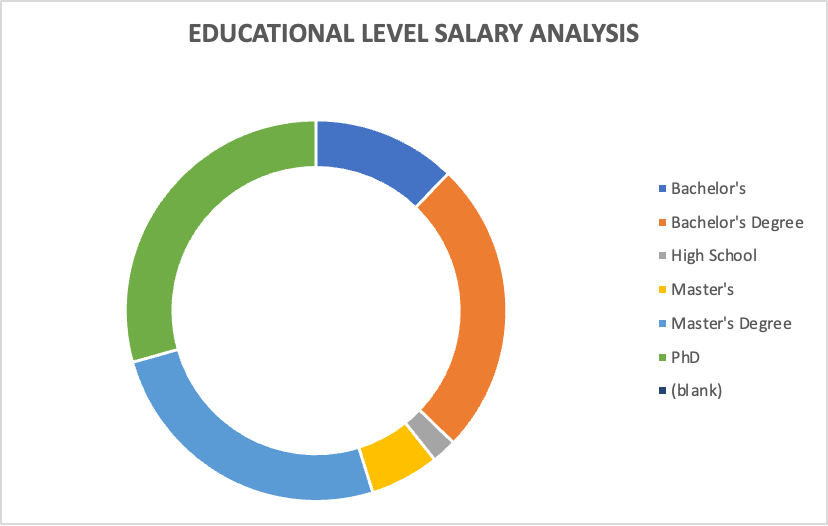 EDUCATIONAL LEVEL SALARY ANALYSIS
Bachelor's
Bachelor's Degree
High School
Master's
Master's Degree
PhD
(blank)